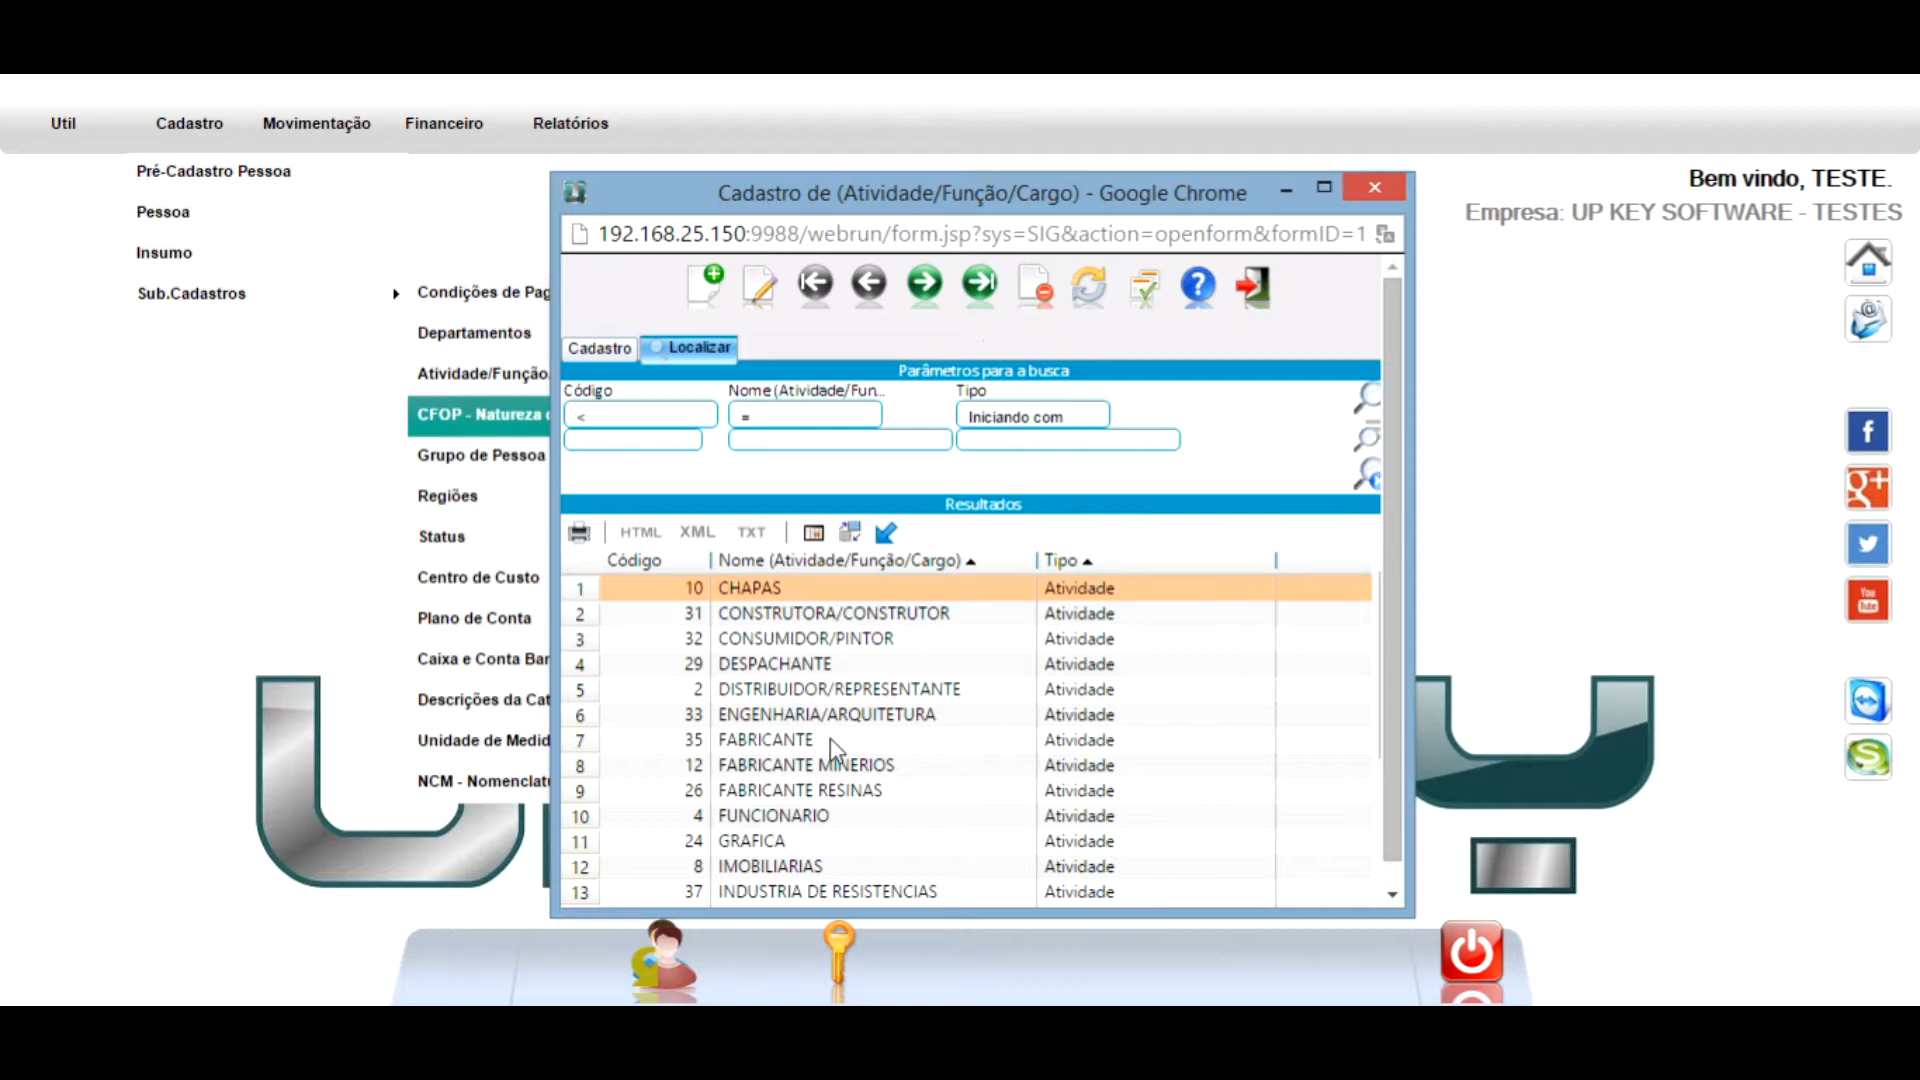 Util Cadastro Movimentação Financeiro Relatórios
Pré-Cadastro Pessoa
Pessoa
Insumo
Sub.Cadastros
Condições de Pag
Departamentos
Atividade/Função
CFOP - Natureza
Grupo de Pessoa
Regiões
Status
Centro de Custo
Plano de Conta
Caixa e Conta Ban
Descrições da Cat
Unidade de Medid
NCM - Nomenclat
Cadastro de (Atividade/Função/Cargo) - Google Chrome
192.168.25.150:9988/webrun/form.jsp?sys=SIG&action=openform&formID=1
Cadastro Localizar
Parâmetros para a busca
Código Nome (Atividade/Fun... Tipo
< = Iniciando com
Resultados
HTML XML TXT
Código Nome (Atividade/Função/Cargo) Tipo
1 10 CHAPAS Atividade
2 31 CONSTRUTORA/CONSTRUTOR Atividade
3 32 CONSUMIDOR/PINTOR Atividade
4 29 DESPACHANTE Atividade
5 2 DISTRIBUIDOR/REPRESENTANTE Atividade
6 33 ENGENHARIA/ARQUITETURA Atividade
7 35 FABRICANTE Atividade
8 12 FABRICANTE MINERIOS Atividade
9 26 FABRICANTE RESINAS Atividade
10 4 FUNCIONARIO Atividade
11 24 GRAFICA Atividade
12 8 IMOBILIARIAS Atividade
13 37 INDUSTRIA DE RESISTENCIAS Atividade
Bem vindo, TESTE.
Empresa: UP KEY SOFTWARE - TESTES
f
g+
You
Tube
S